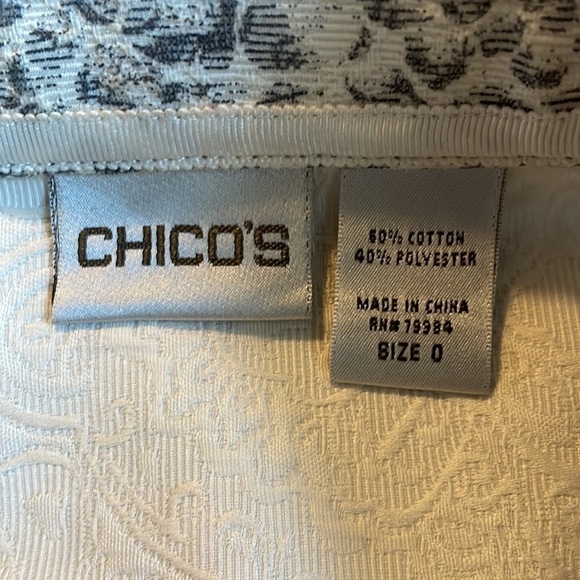 CHICO'S
60% COTTON
40% POLYESTER
MADE IN CHINA
RN# 79984
SIZE 0